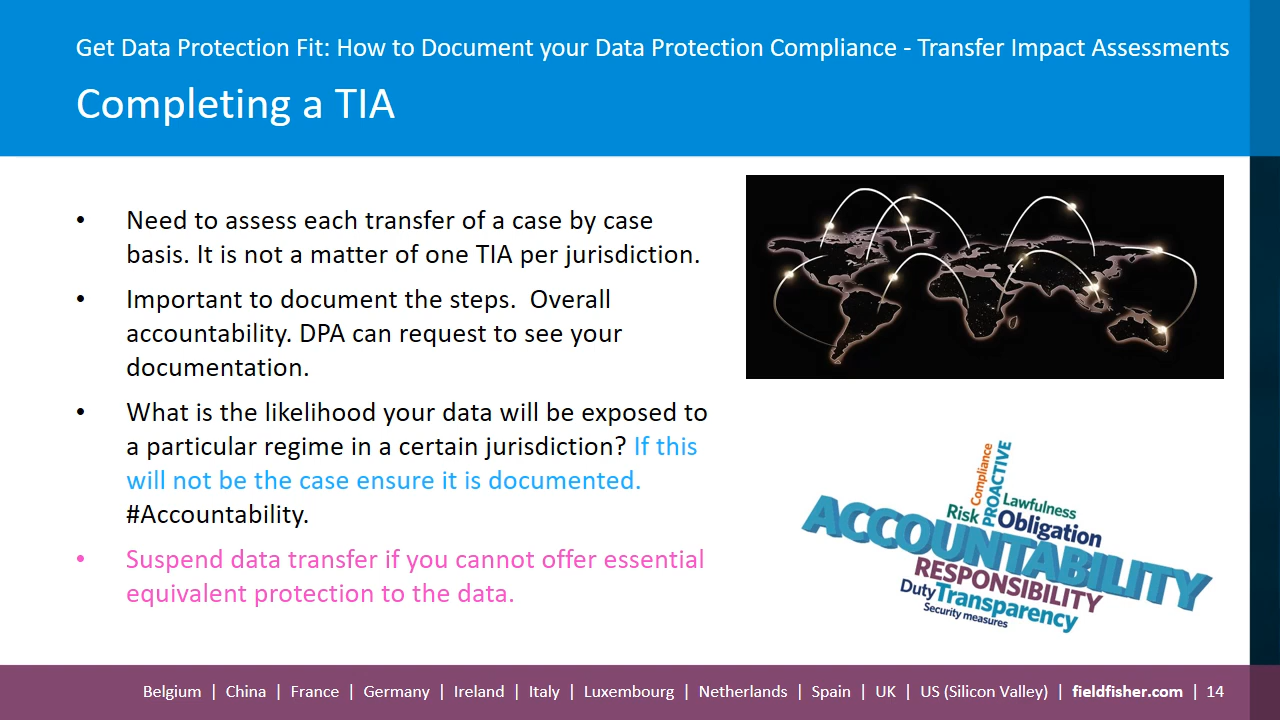 Get Data Protection Fit: How to Document your Data Protection Compliance - Transfer Impact Assessments
Completing a TIA
• Need to assess each transfer of a case by case
basis. It is not a matter of one TIA per jurisdiction.
• Important to document the steps.  Overall
accountability. DPA can request to see your
documentation.
• What is the likelihood your data will be exposed to
a particular regime in a certain jurisdiction? If this
will not be the case ensure it is documented.
#Accountability.
• Suspend data transfer if you cannot offer essential
equivalent protection to the data.
Compliance
PROACTIVE
Lawfulness
Risk
Obligation
ACCOUNTABILITY
RESPONSIBILITY
Duty
Transparency
Security measures
Belgium | China | France | Germany | Ireland | Italy | Luxembourg | Netherlands | Spain | UK | US (Silicon Valley) | fieldfisher.com | 14